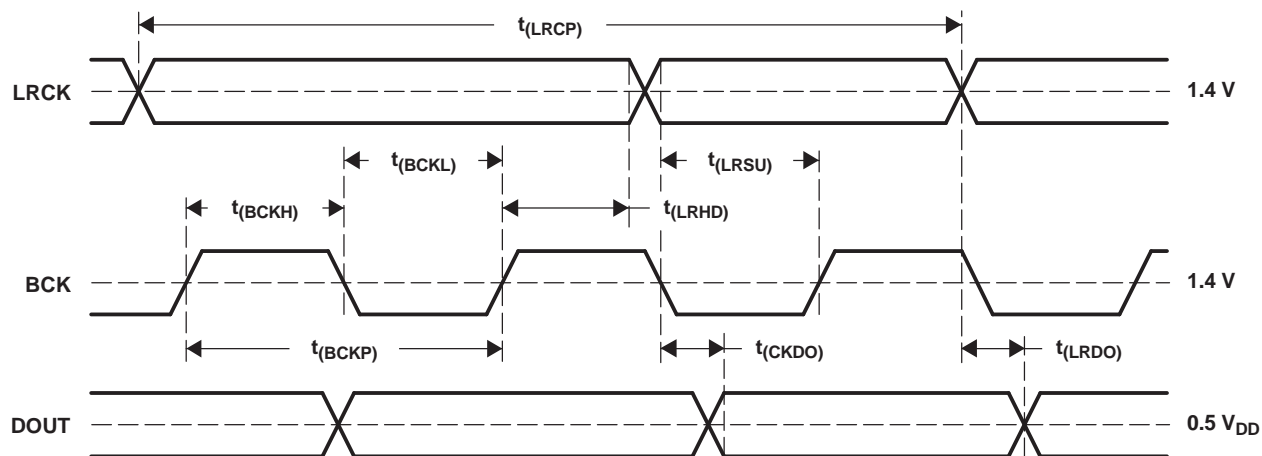 t(LRCP)
LRCK
1.4 V
t(BCKL)
t(LRSU)
t(BCKH)
t(LRHD)
BCK
1.4 V
t(BCKP)
t(CKDO)
t(LRDO)
DOUT
0.5 VDD